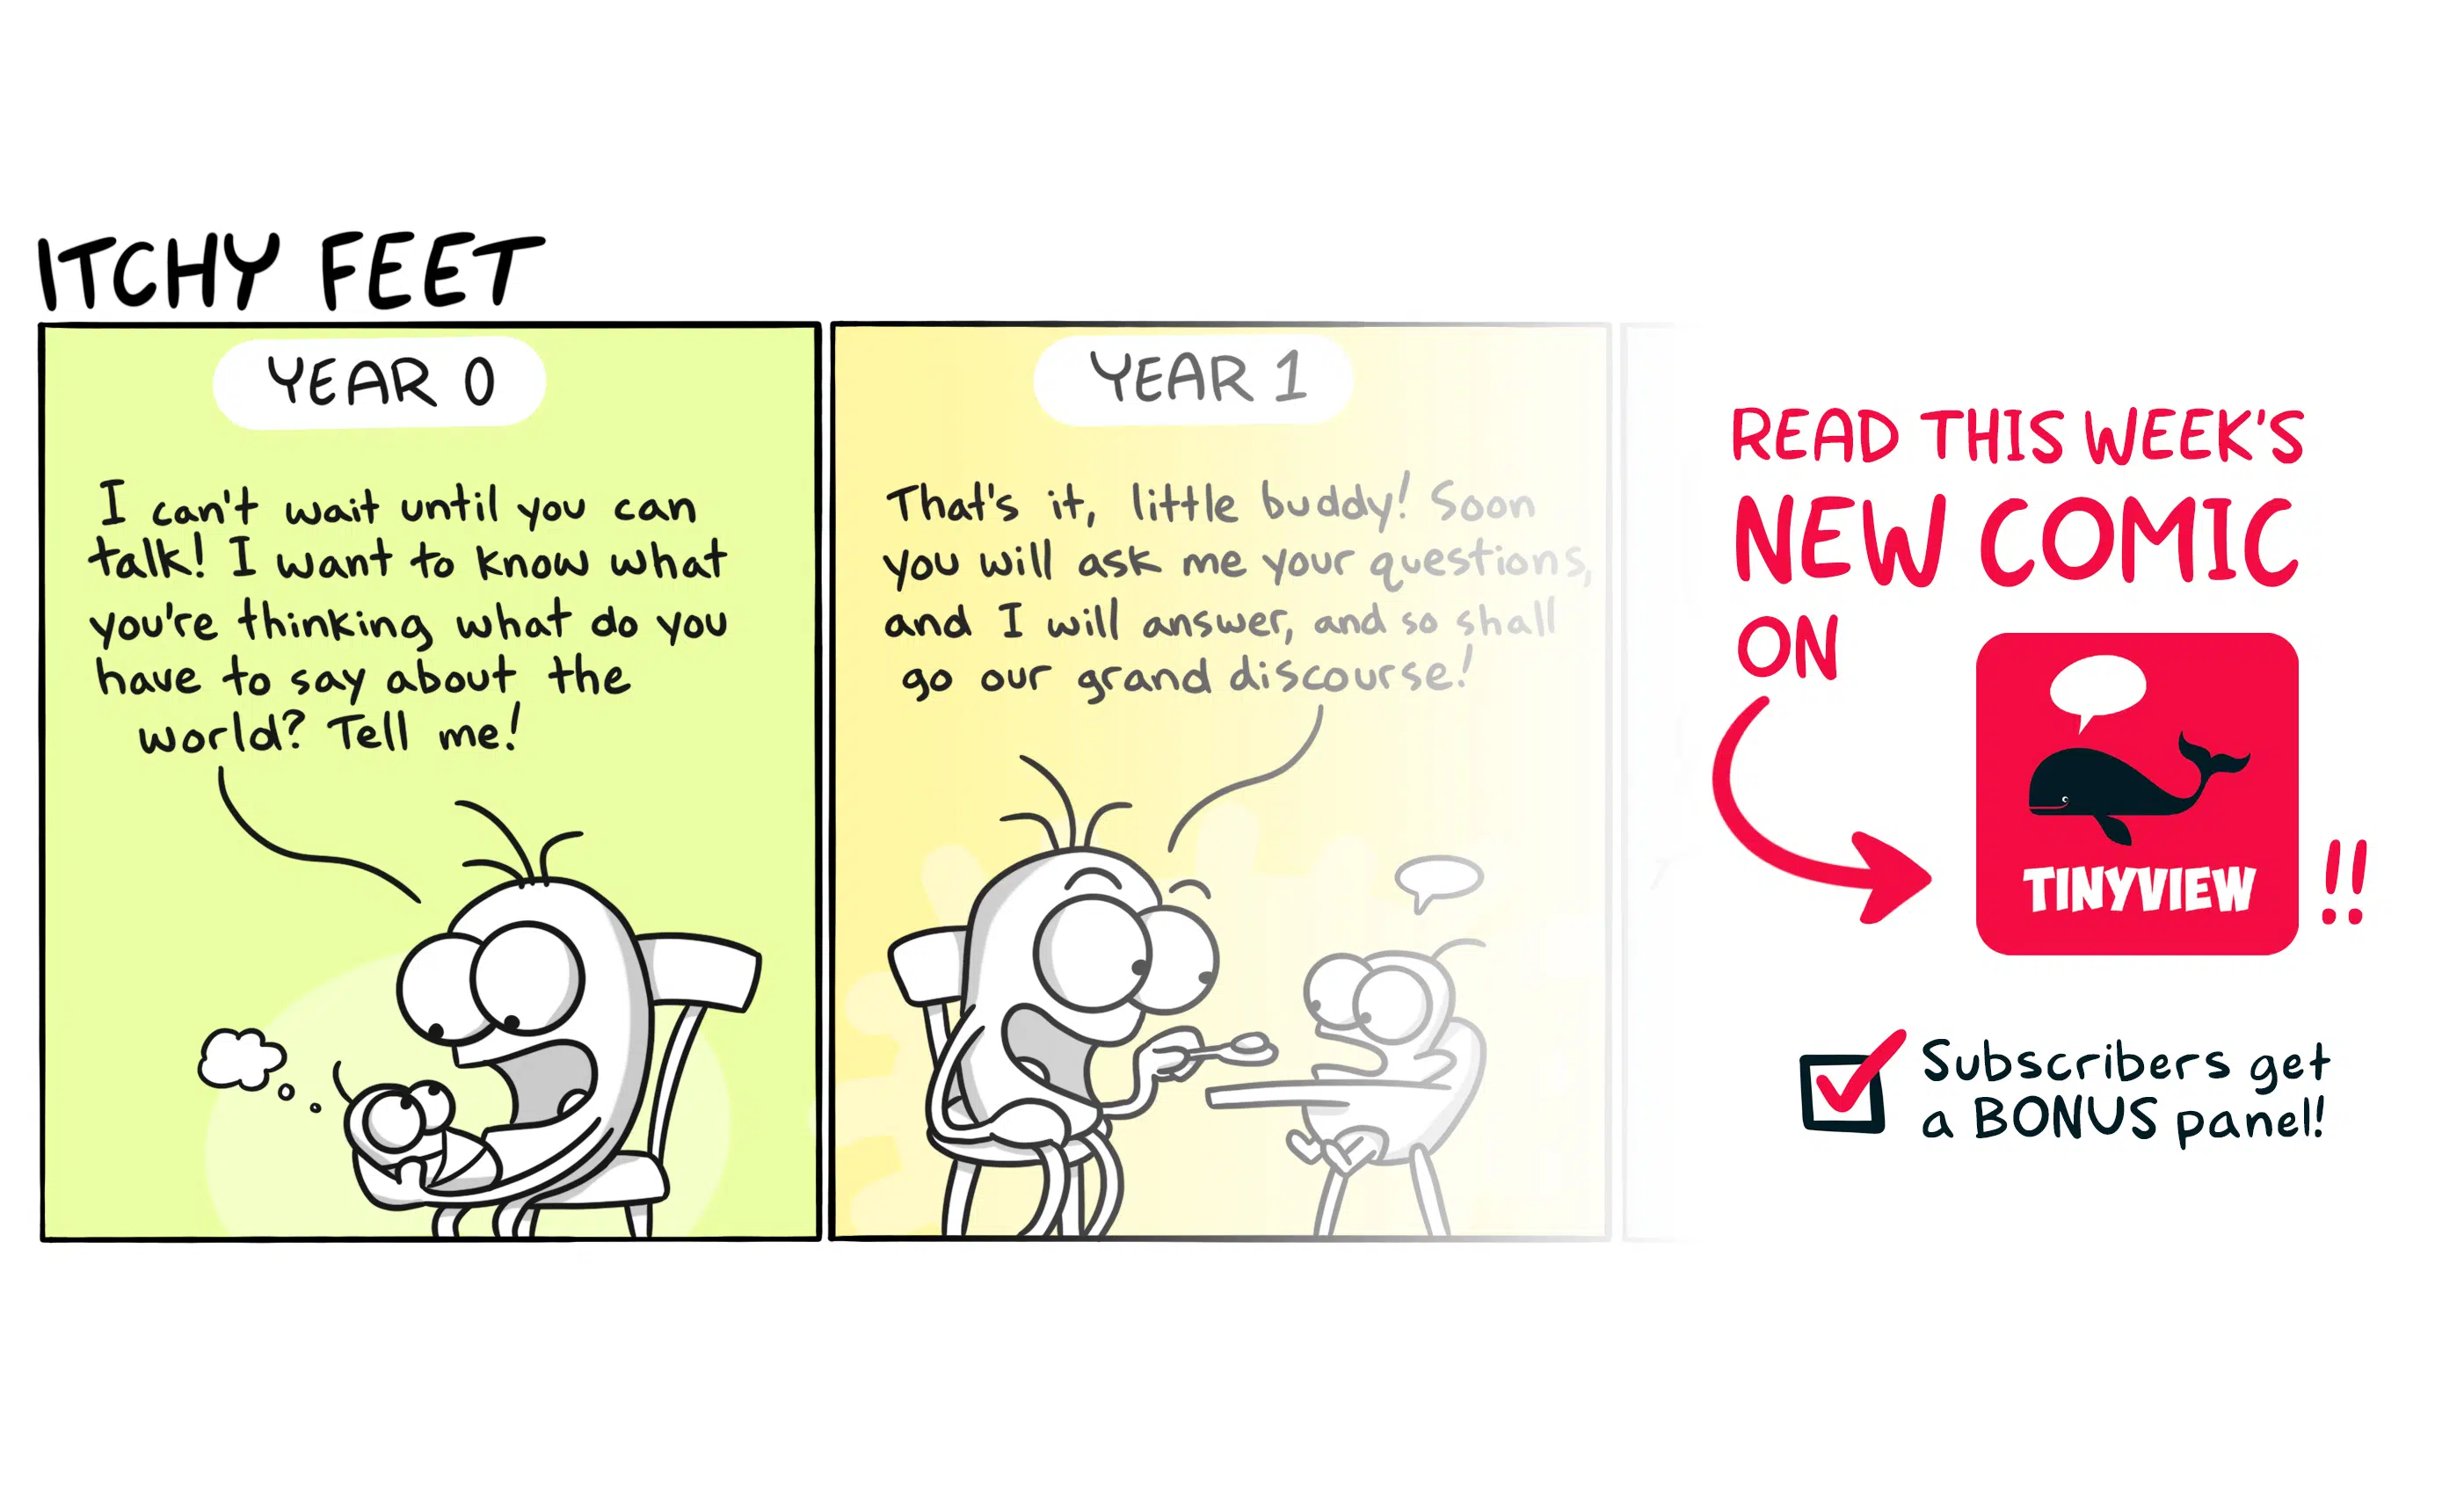 ITCHY FEET
YEAR 0
I can't wait until you can
talk! I want to know what
you're thinking what do you
have to say about the
world? Tell me!
YEAR 1
That's it, little buddy! Soon
you will ask me your questions,
and I will answer, and so shall
go our grand discourse!
READ THIS WEEK'S
NEW COMIC
ON
TINYVIEW
!!
Subscribers get
a BONUS panel!